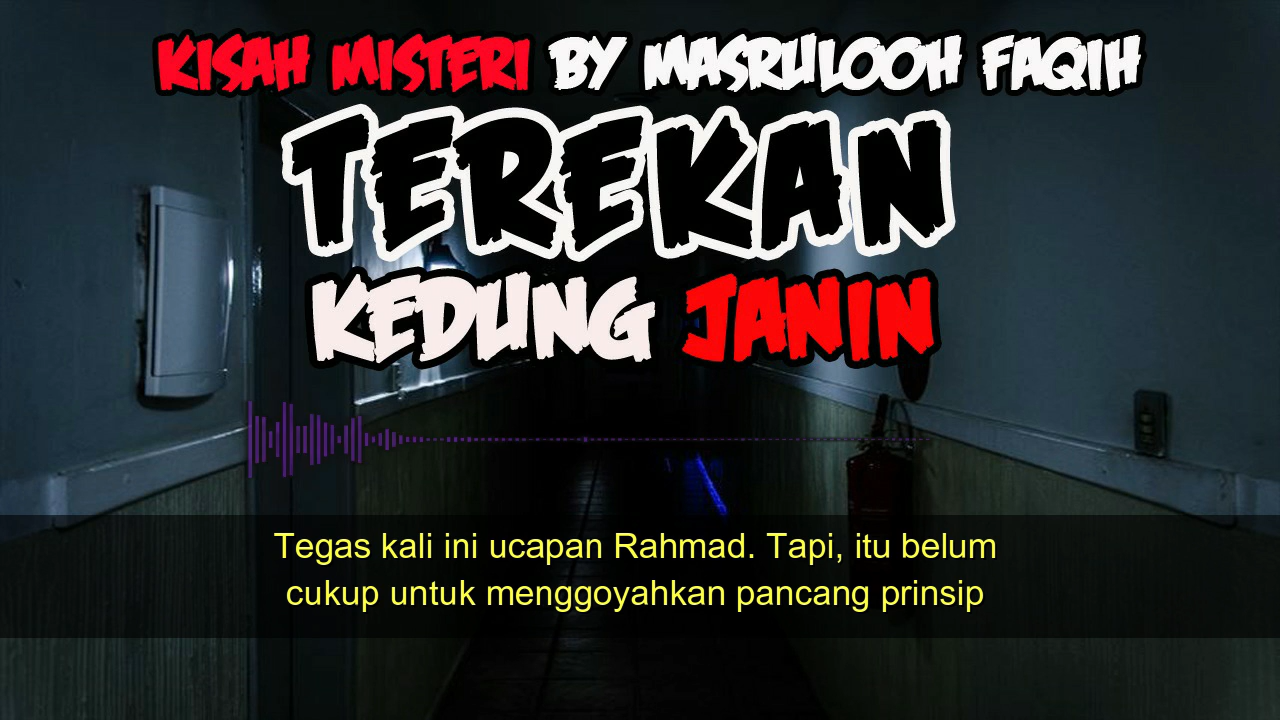 KISAH MISTERI BY MASRULOOH FAQIH
TEREKAN
KEDUNG JANIN
Tegas kali ini ucapan Rahmad. Tapi, itu belum
cukup untuk menggoyahkan pancang prinsip